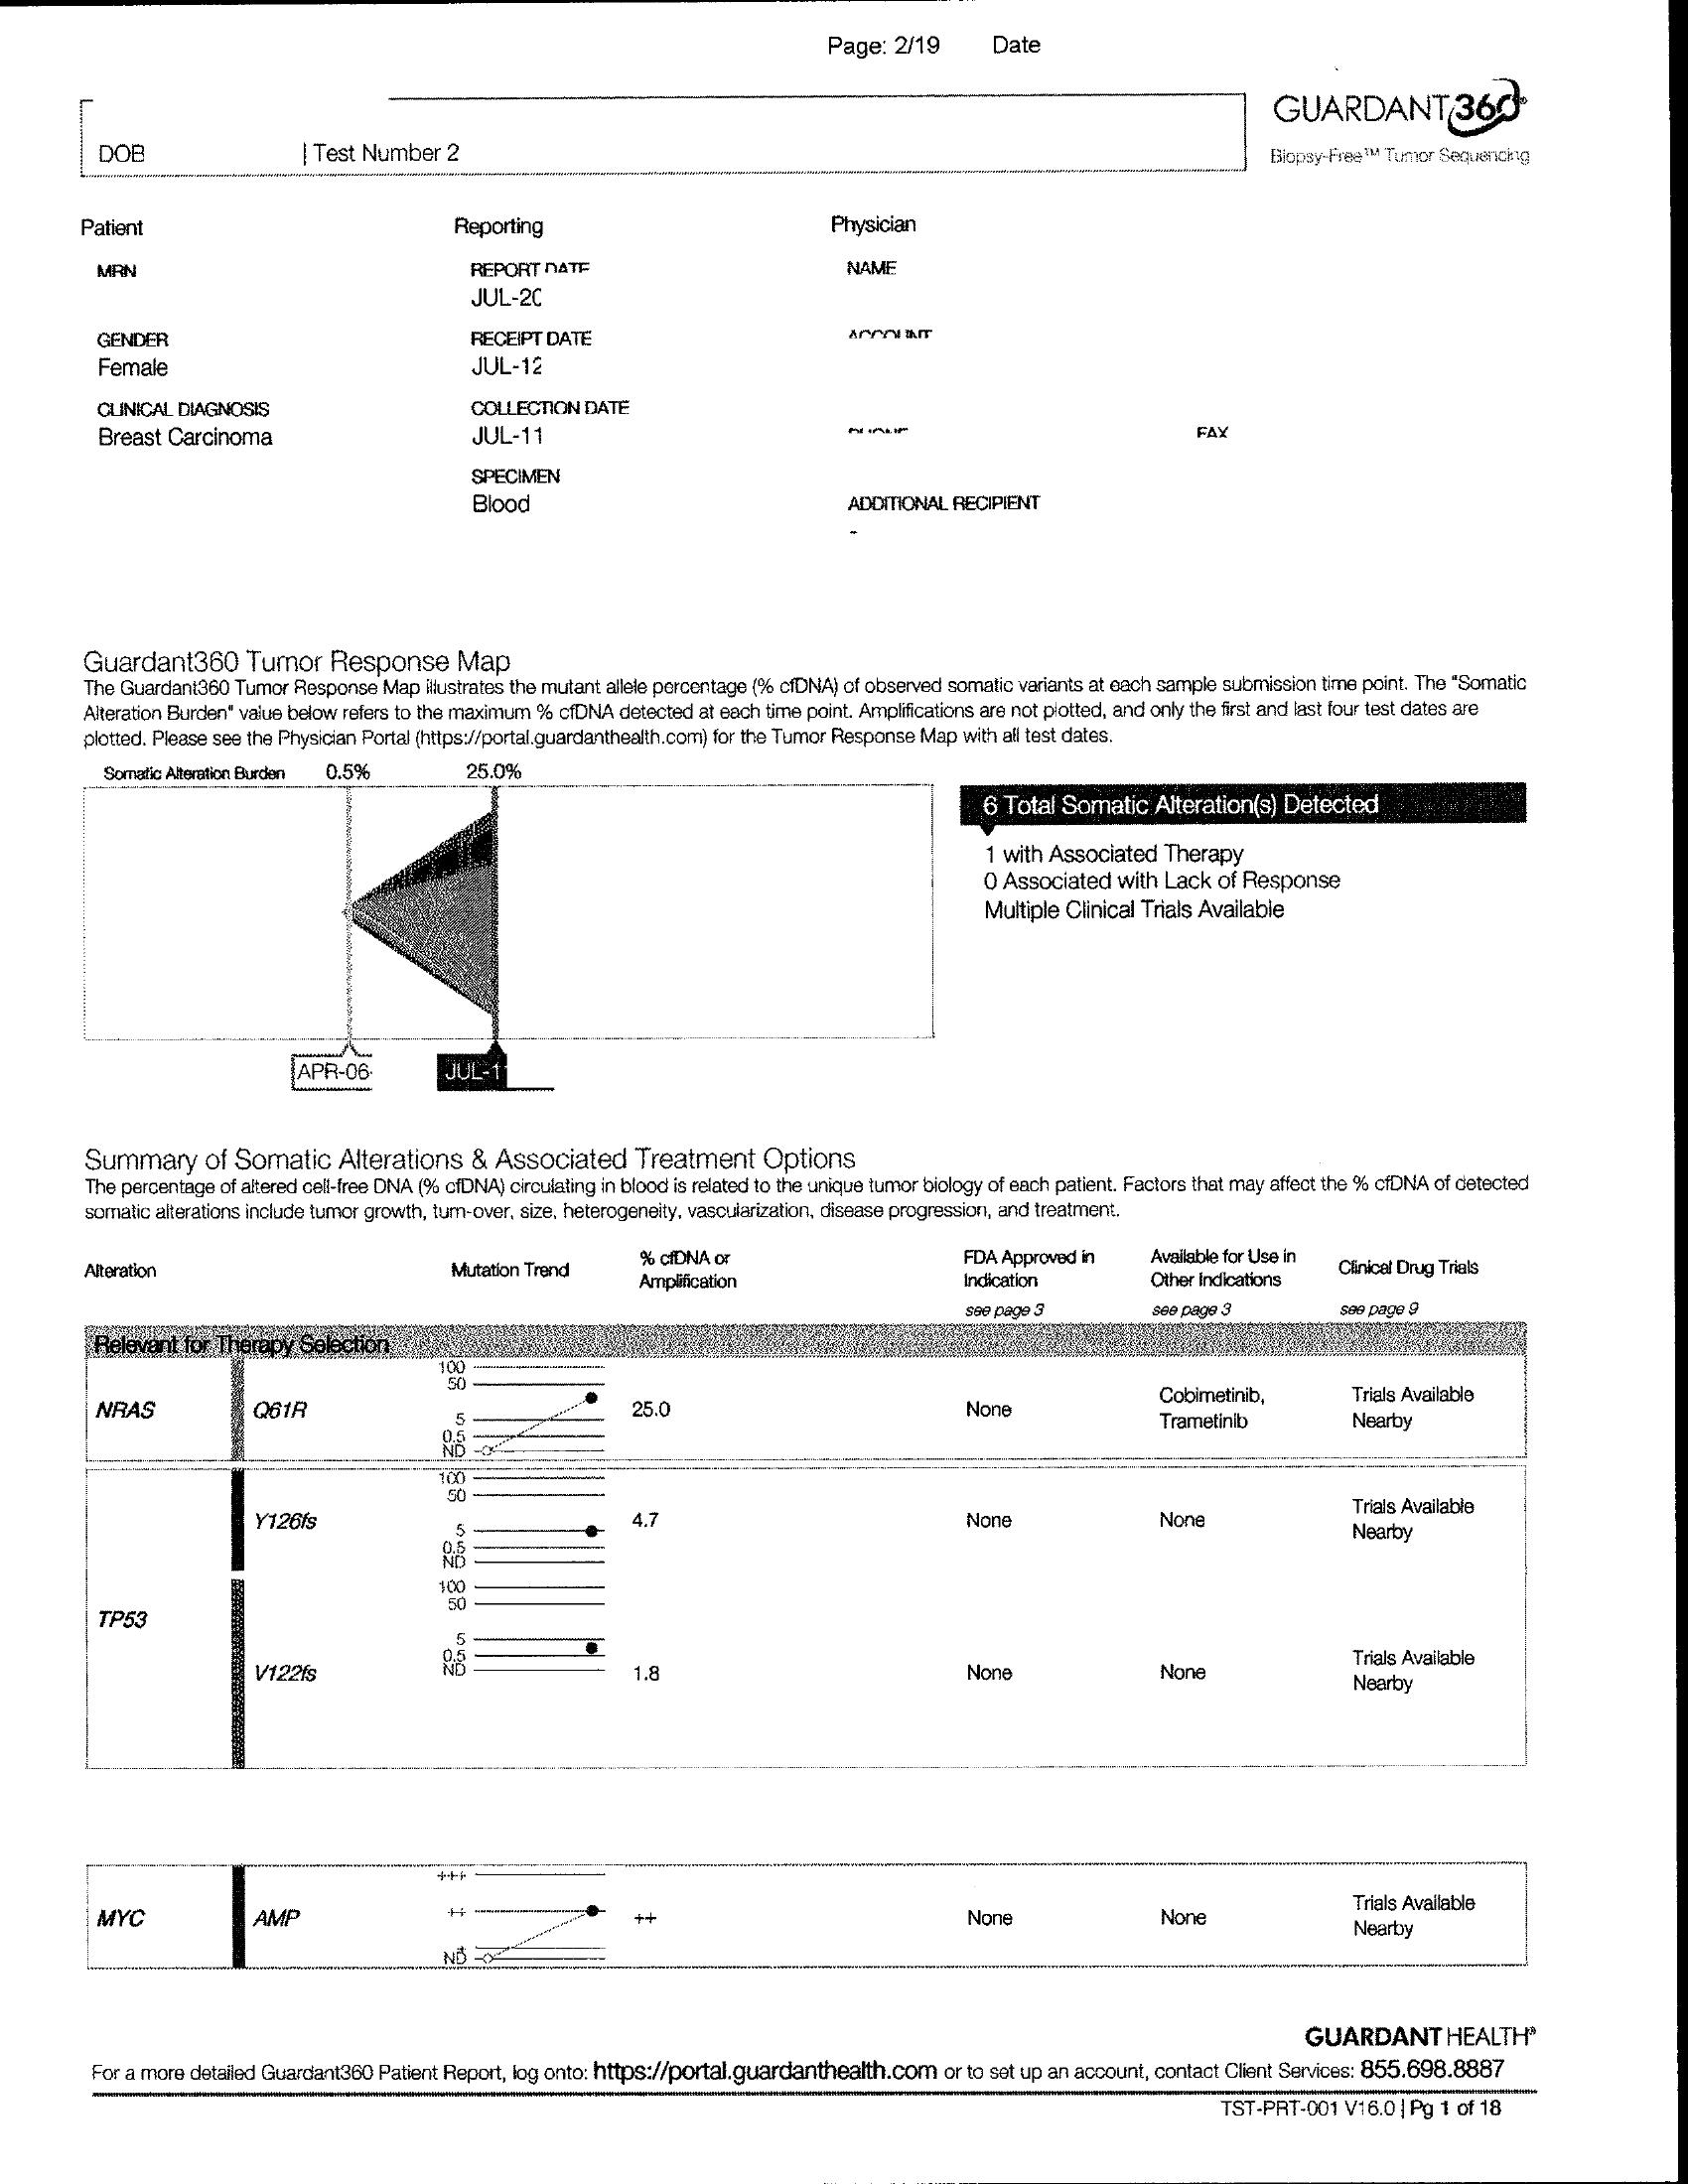 Page: 2/19 Date
GUARDANT360
DOB | Test Number 2
Biopsy-Free™ Tumor Sequencing
Patient Reporting Physician
MRN REPORT DATE NAME
JUL-20
GENDER RECEIPT DATE ACCOUNT
Female JUL-12
CLINICAL DIAGNOSIS COLLECTION DATE
Breast Carcinoma JUL-11 PHONE FAX
SPECIMEN
Blood ADDITIONAL RECIPIENT
-
Guardant360 Tumor Response Map
The Guardant360 Tumor Response Map illustrates the mutant allele percentage (% cfDNA) of observed somatic variants at each sample submission time point. The "Somatic
Alteration Burden" value below refers to the maximum % cfDNA detected at each time point. Amplifications are not plotted, and only the first and last four test dates are
plotted. Please see the Physician Portal (https://portal.guardanthealth.com) for the Tumor Response Map with all test dates.
Somatic Alteration Burden 0.5% 25.0%
6 Total Somatic Alteration(s) Detected
1 with Associated Therapy
0 Associated with Lack of Response
Multiple Clinical Trials Available
APR-06- JUL-11
Summary of Somatic Alterations & Associated Treatment Options
The percentage of altered cell-free DNA (% cfDNA) circulating in blood is related to the unique tumor biology of each patient. Factors that may affect the % cfDNA of detected
somatic alterations include tumor growth, turn-over, size, heterogeneity, vascularization, disease progression, and treatment.
Alteration Mutation Trend % cfDNA or Amplification FDA Approved in Indication Available for Use in Other Indications Clinical Drug Trials
see page 3 see page 3 see page 9
Relevant for Therapy Selection
100
50
NRAS Q61R 25.0 None Cobimetinib, Trametinib Trials Available Nearby
5
0.5
ND
100
50
Y126fs 4.7 None None Trials Available Nearby
5
0.5
ND
100
50
TP53
5
0.5
ND
V122fs 1.8 None None Trials Available Nearby
+++
MYC AMP ++ ++ None None Trials Available Nearby
+
ND
GUARDANT HEALTH®
For a more detailed Guardant360 Patient Report, log onto: https://portal.guardanthealth.com or to set up an account, contact Client Services: 855.698.8887
TST-PRT-001 V16.0 | Pg 1 of 18